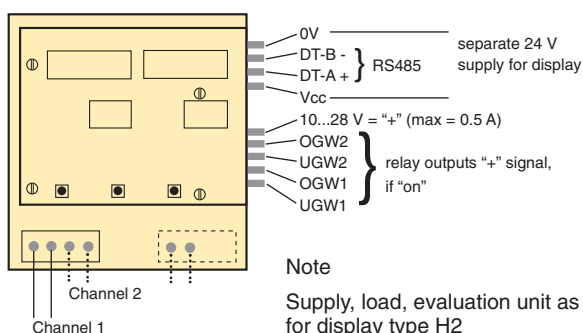 0V
DT-B -
DT-A +
RS485
Vcc
separate 24 V
supply for display
10...28 V = “+” (max = 0.5 A)
OGW2
UGW2
OGW1
UGW1
relay outputs “+” signal,
if “on”
Channel 2
Channel 1
Note
Supply, load, evaluation unit as
for display type H2